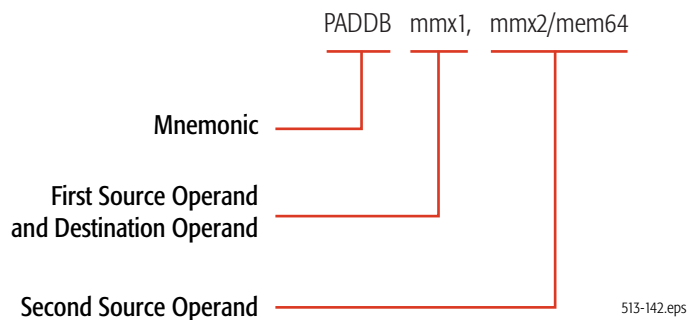 PADDB mmx1, mmx2/mem64
Mnemonic
First Source Operand
and Destination Operand
Second Source Operand
513-142.eps